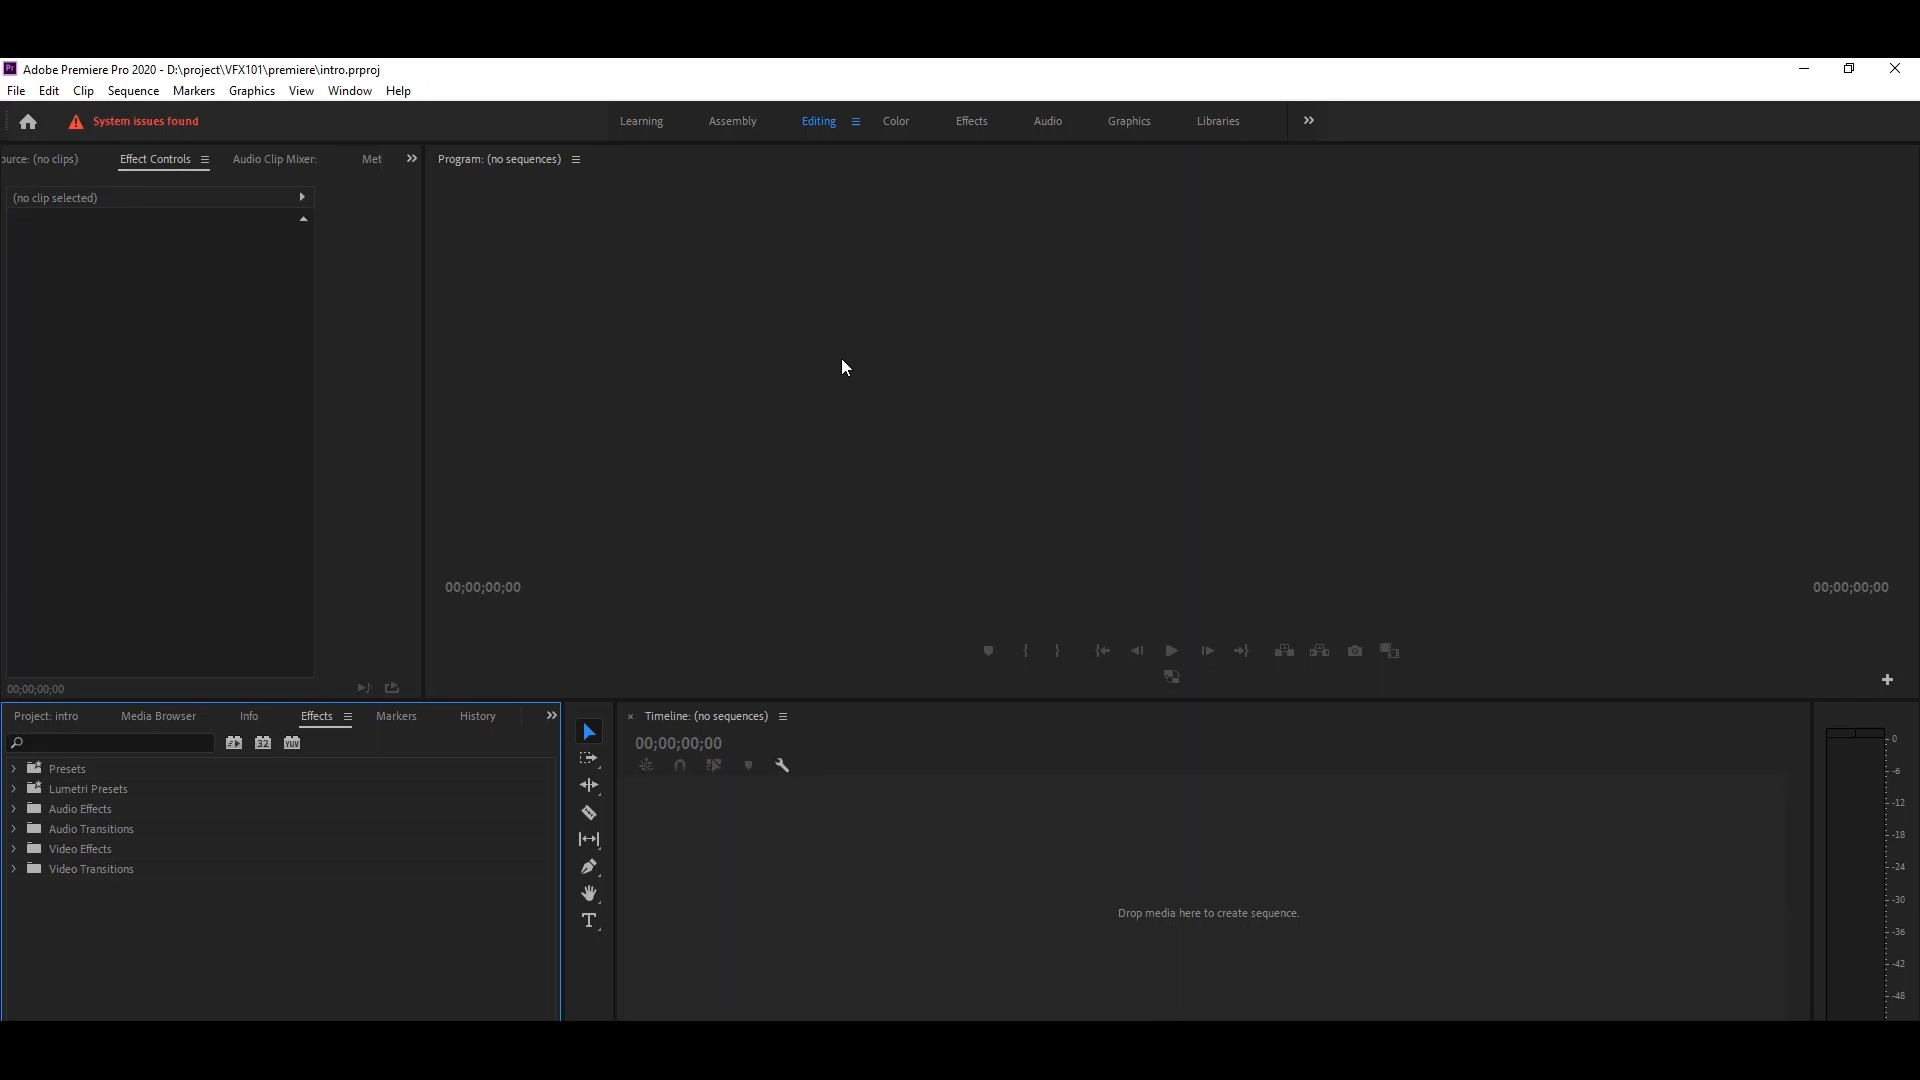 Adobe Premiere Pro 2020 - D:\project\VFX101\premiere\intro.prproj
File Edit Clip Sequence Markers Graphics View Window Help
System issues found
Learning Assembly Editing Color Effects Audio Graphics Libraries
ource: (no clips) Effect Controls Audio Clip Mixer: Met
Program: (no sequences)
(no clip selected)
00;00;00;00 00;00;00;00
00;00;00;00
Project: intro Media Browser Info Effects Markers History
Timeline: (no sequences)
00;00;00;00
32 YUV
Presets
Lumetri Presets
Audio Effects
Audio Transitions
Video Effects
Video Transitions
Drop media here to create sequence.
0
-6
-12
-18
-24
-30
-36
-42
-48